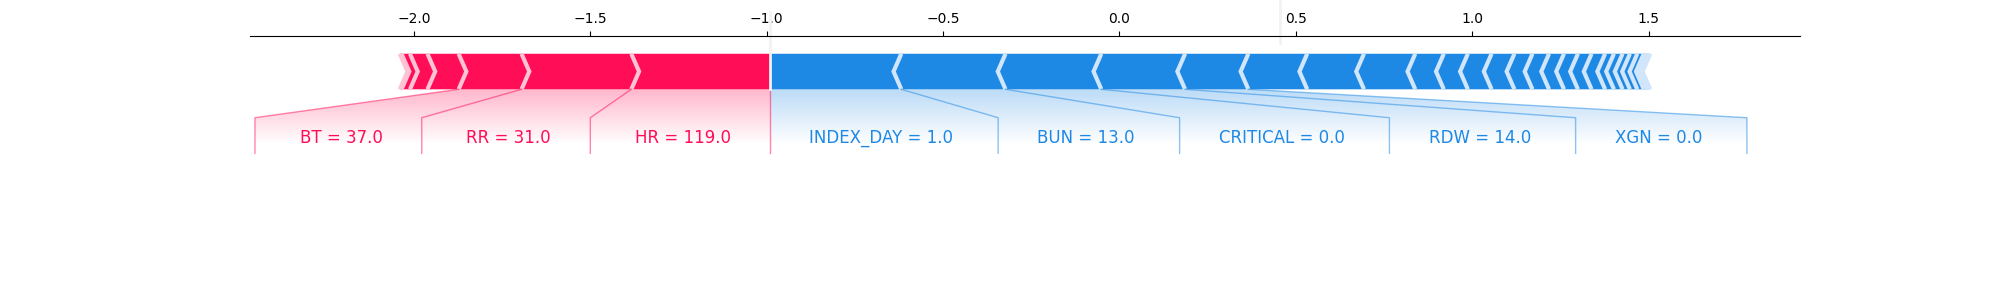 −2.0 −1.5 −1.0 −0.5 0.0 0.5 1.0 1.5
BT = 37.0 RR = 31.0 HR = 119.0 INDEX_DAY = 1.0 BUN = 13.0 CRITICAL = 0.0 RDW = 14.0 XGN = 0.0